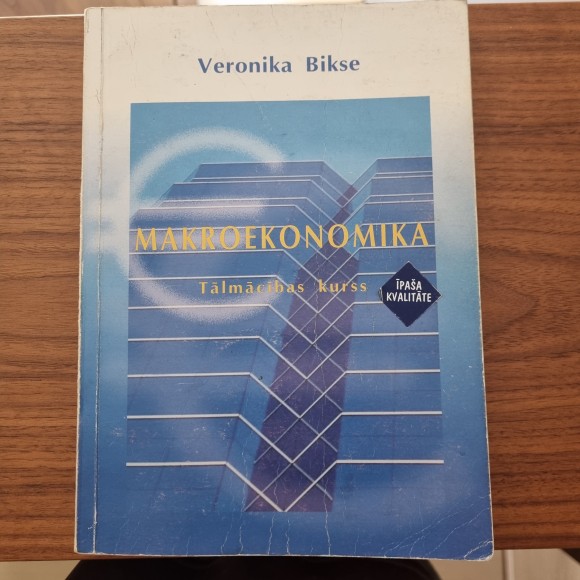 Veronika Bikse
MAKROEKONOMIKA
Tālmācības kurss
ĪPAŠA
KVALITĀTE